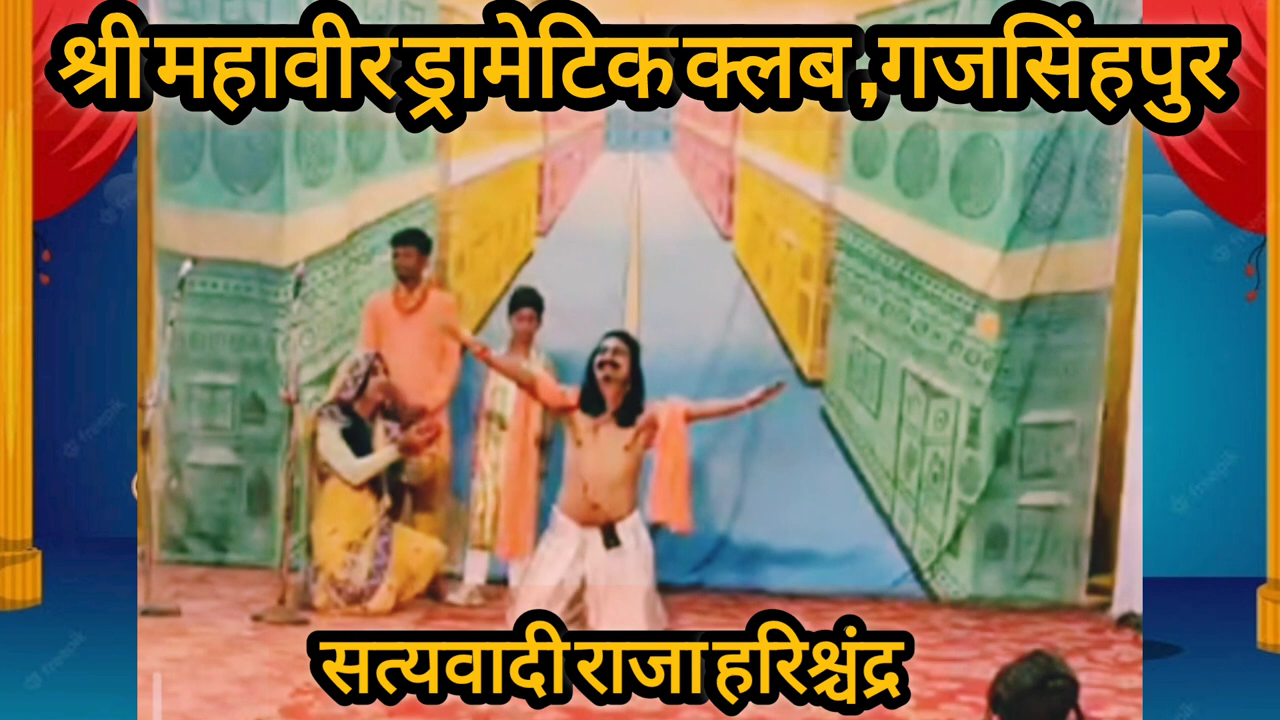 श्री महावीर ड्रामेटिक क्लब ,गजसिंहपुर
सत्यवादी राजा हरिश्चंद्र